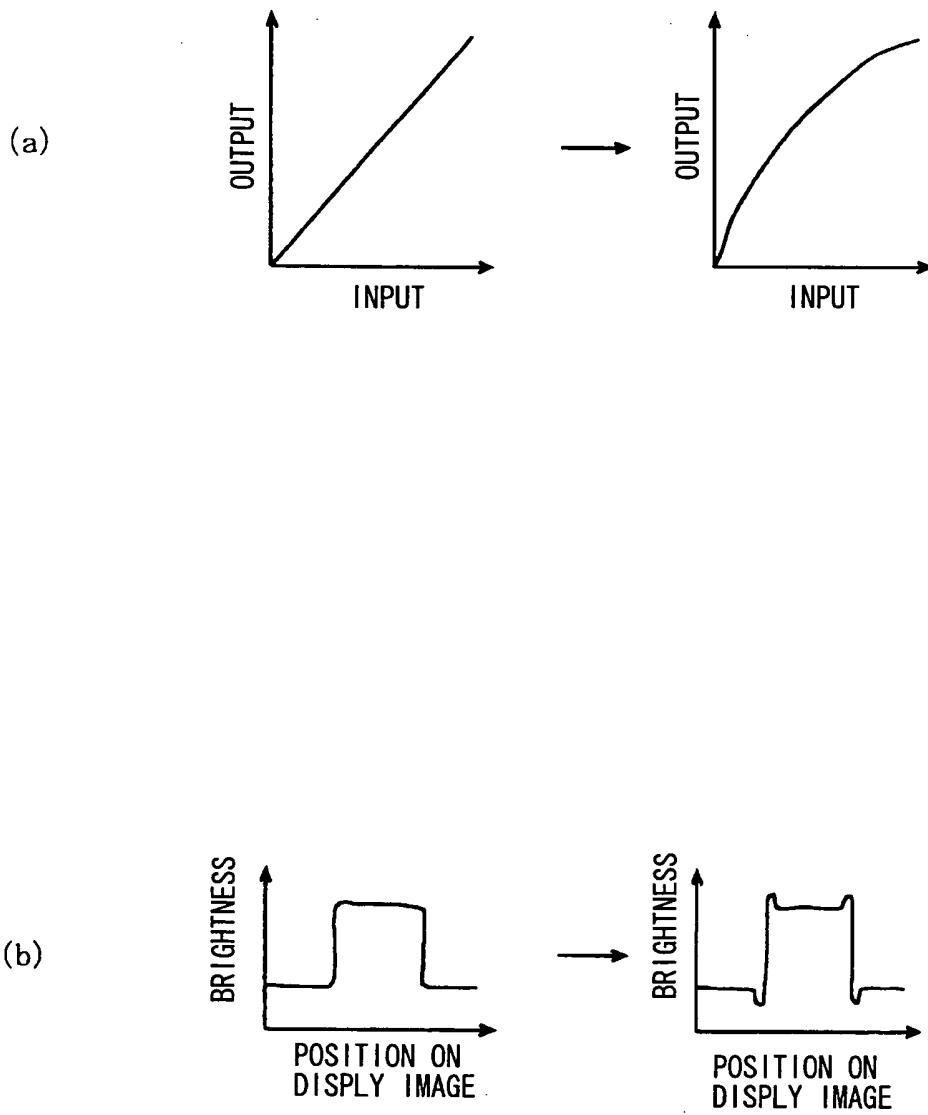 (a)
OUTPUT
INPUT
OUTPUT
INPUT
(b)
BRIGHTNESS
POSITION ON
DISPLY IMAGE
BRIGHTNESS
POSITION ON
DISPLY IMAGE